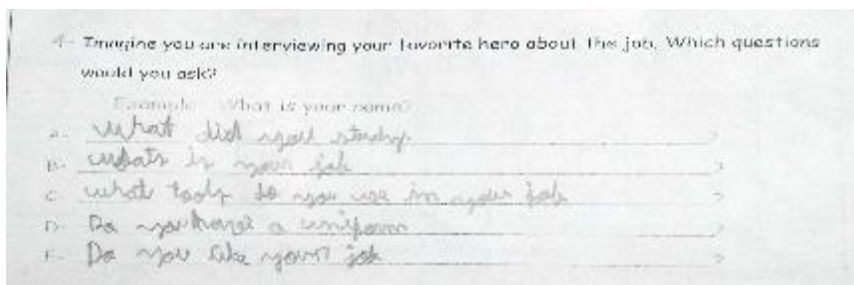 4- Imagine you are interviewing your favorite hero about the job. Which questions
would you ask?
Example: What is your name?
a. What did you study ?
B. whats is your job ?
C. what tools do you use in your job ?
D. Do you have a uniform ?
E. Do you like your job ?